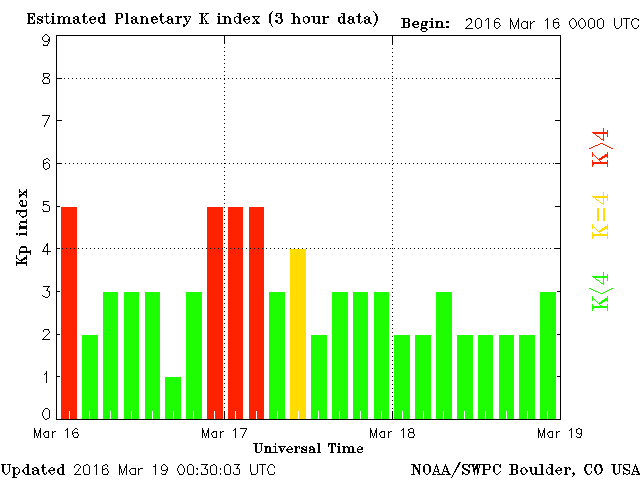 Estimated Planetary K index (3 hour data)
Begin: 2016 Mar 16 0000 UTC
9
8
7
6
5
4
3
2
1
0
Kp index
K>4
K=4
K<4
Mar 16
Mar 17
Mar 18
Mar 19
Universal Time
Updated 2016 Mar 19 00:30:03 UTC
NOAA/SWPC Boulder, CO USA